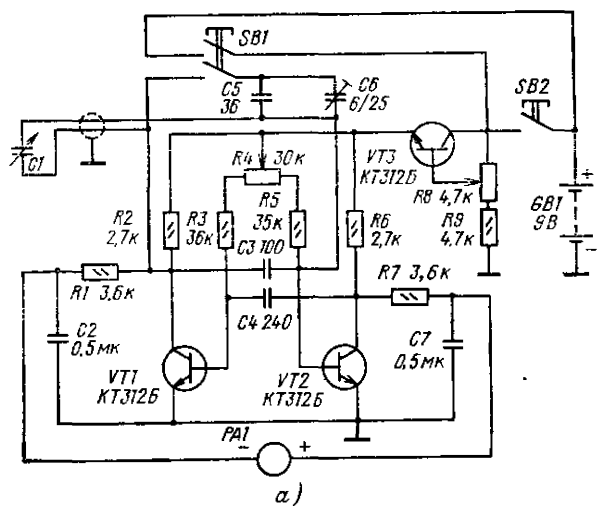 SB1
C5
36
C6
6/25
SB2
C1
R4 30к
VT3
КТ312Б
R8 4,7к
R2
2,7к
R3
36к
R5
35к
R6
2,7к
R9
4,7к
GB1
9В
+
-
C3 100
R1 3,6к
C4 240
R7 3,6к
C2
0,5мк
C7
0,5мк
VT1
КТ312Б
VT2
КТ312Б
PA1
- +
а)